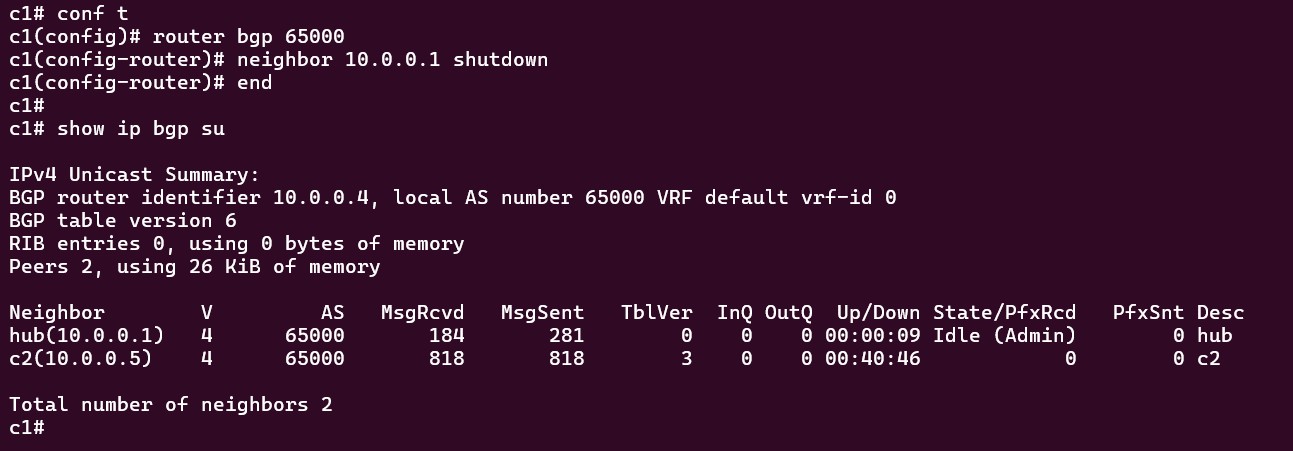 c1# conf t
c1(config)# router bgp 65000
c1(config-router)# neighbor 10.0.0.1 shutdown
c1(config-router)# end
c1#
c1# show ip bgp su

IPv4 Unicast Summary:
BGP router identifier 10.0.0.4, local AS number 65000 VRF default vrf-id 0
BGP table version 6
RIB entries 0, using 0 bytes of memory
Peers 2, using 26 KiB of memory

Neighbor        V         AS   MsgRcvd   MsgSent   TblVer  InQ OutQ  Up/Down State/PfxRcd   PfxSnt Desc
hub(10.0.0.1)   4      65000       184       281        0    0    0 00:00:09 Idle (Admin)        0 hub
c2(10.0.0.5)    4      65000       818       818        3    0    0 00:40:46            0        0 c2

Total number of neighbors 2
c1#